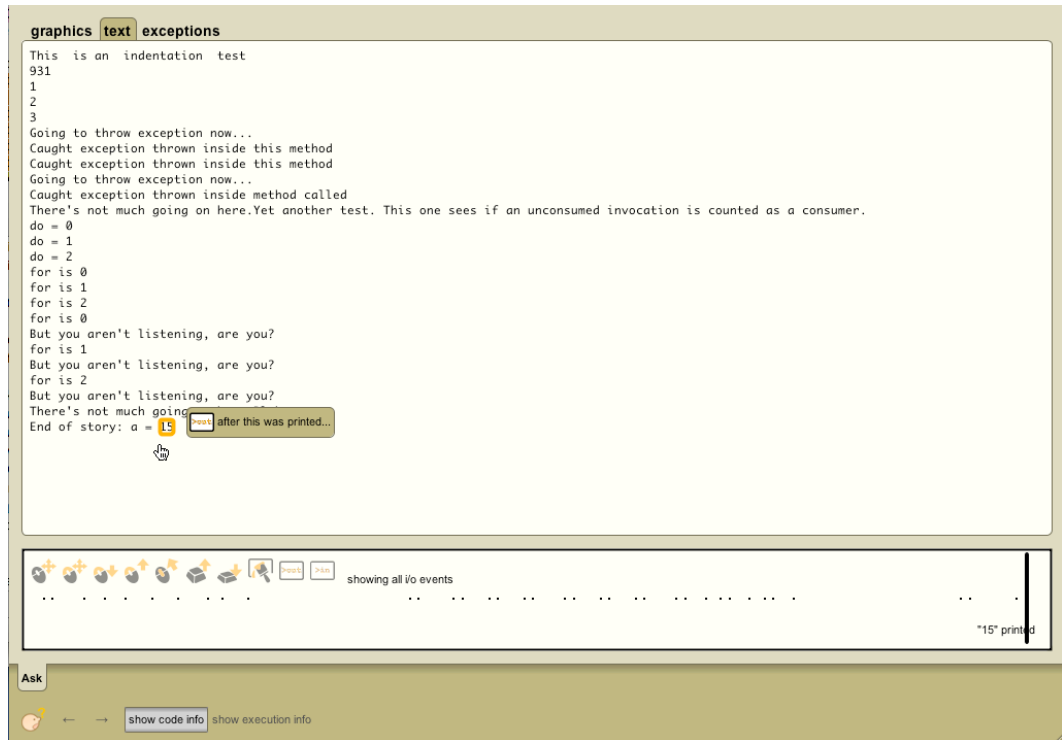 graphics text exceptions
This  is an  indentation  test
931
1
2
3
Going to throw exception now...
Caught exception thrown inside this method
Caught exception thrown inside this method
Going to throw exception now...
Caught exception thrown inside method called
There's not much going on here.Yet another test. This one sees if an unconsumed invocation is counted as a consumer.
do = 0
do = 1
do = 2
for is 0
for is 1
for is 2
for is 0
But you aren't listening, are you?
for is 1
But you aren't listening, are you?
for is 2
But you aren't listening, are you?
There's not much going
End of story: a = 15
>out after this was printed...
>out >in showing all i/o events
"15" printed
Ask
← → show code info show execution info